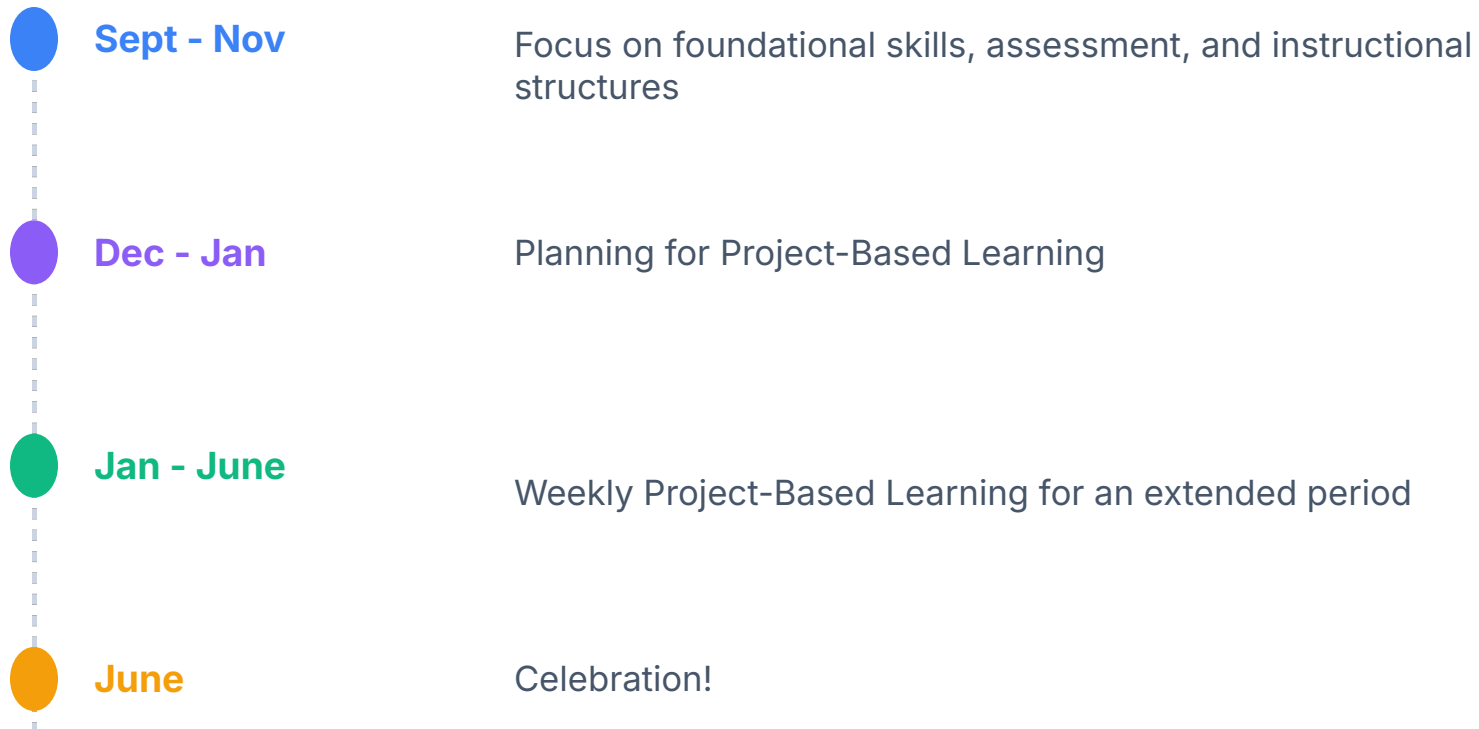 Sept - Nov
Focus on foundational skills, assessment, and instructional
structures
Dec - Jan
Planning for Project-Based Learning
Jan - June
Weekly Project-Based Learning for an extended period
June
Celebration!